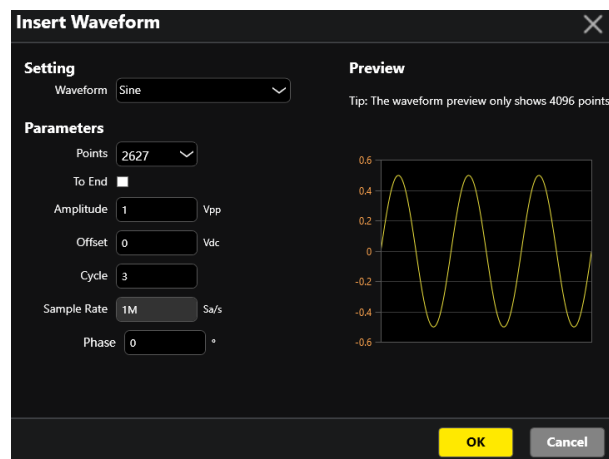 Insert Waveform
Setting
Waveform Sine
Parameters
Points 2627
To End
Amplitude 1 Vpp
Offset 0 Vdc
Cycle 3
Sample Rate 1M Sa/s
Phase 0 °
Preview
Tip: The waveform preview only shows 4096 points
0.6
0.4
0.2
0
-0.2
-0.4
-0.6
OK Cancel